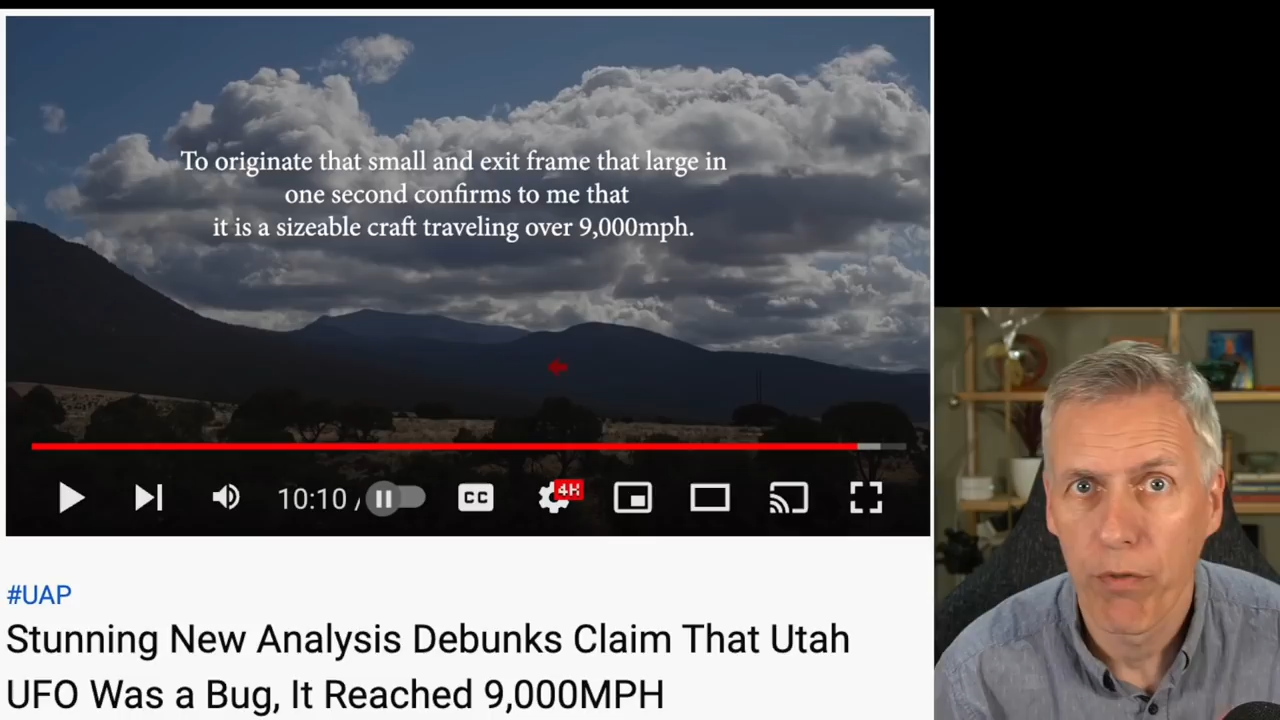 To originate that small and exit frame that large in
one second confirms to me that
it is a sizeable craft traveling over 9,000mph.
10:10 /
CC
4K
#UAP
Stunning New Analysis Debunks Claim That Utah
UFO Was a Bug, It Reached 9,000MPH